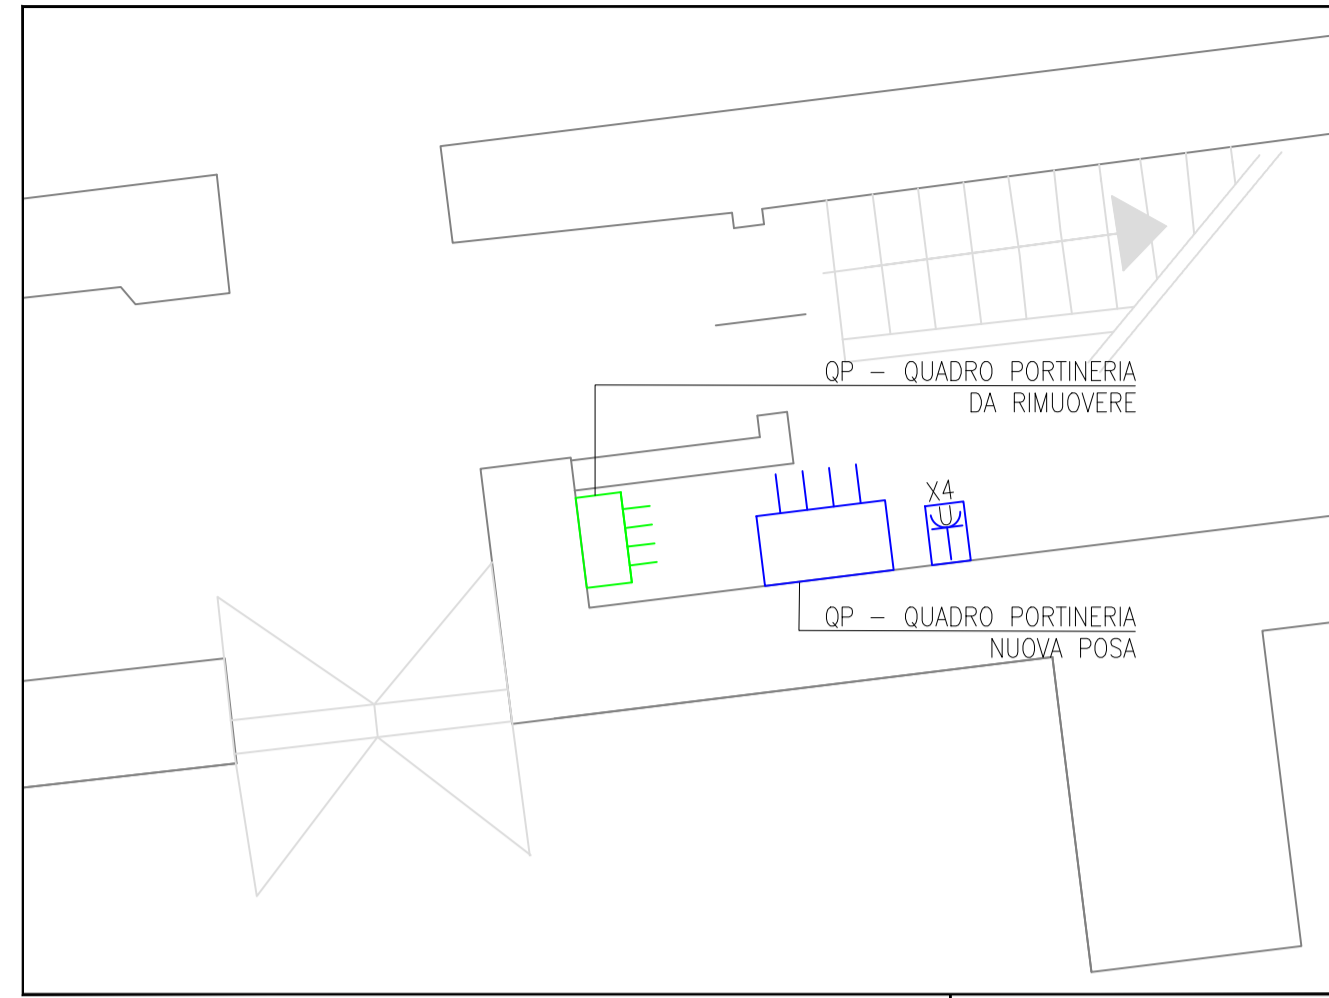 QP - QUADRO PORTINERIA
DA RIMUOVERE
X4
U
QP - QUADRO PORTINERIA
NUOVA POSA